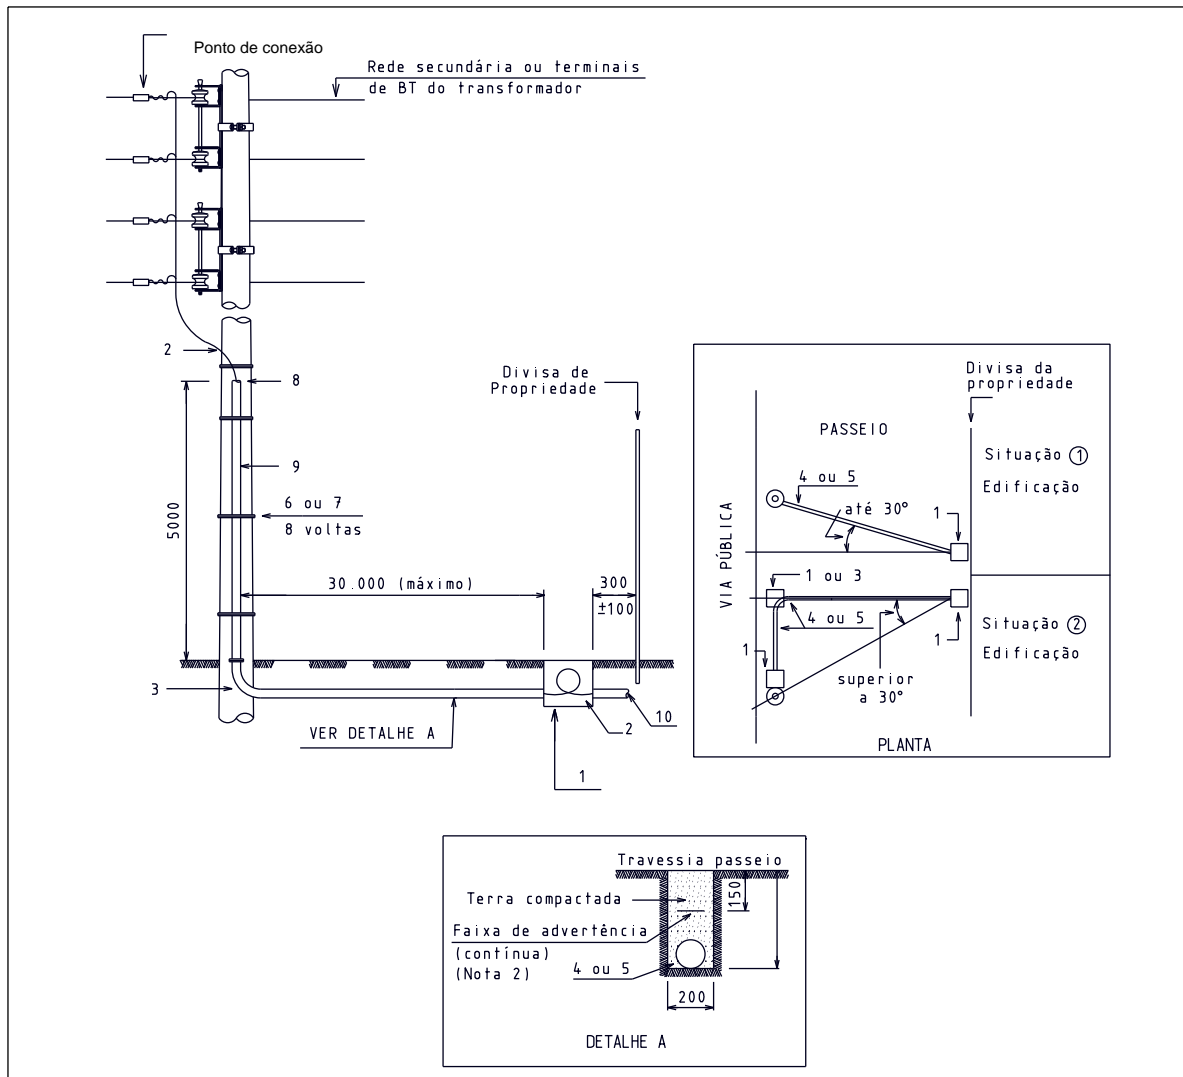 Ponto de conexão
Rede secundária ou terminais
de BT do transformador
2
8
9
6 ou 7
8 voltas
5000
30.000 (máximo)
300
±100
Divisa de
Propriedade
3
VER DETALHE A
10
2
1
Divisa da
propriedade
PASSEIO
Situação 1
Edificação
4 ou 5
até 30°
1
VIA PÚBLICA
1 ou 3
4 ou 5
1
1
Situação 2
Edificação
superior
a 30°
PLANTA
Travessia passeio
150
Terra compactada
Faixa de advertência
(contínua)
(Nota 2)
4 ou 5
200
DETALHE A